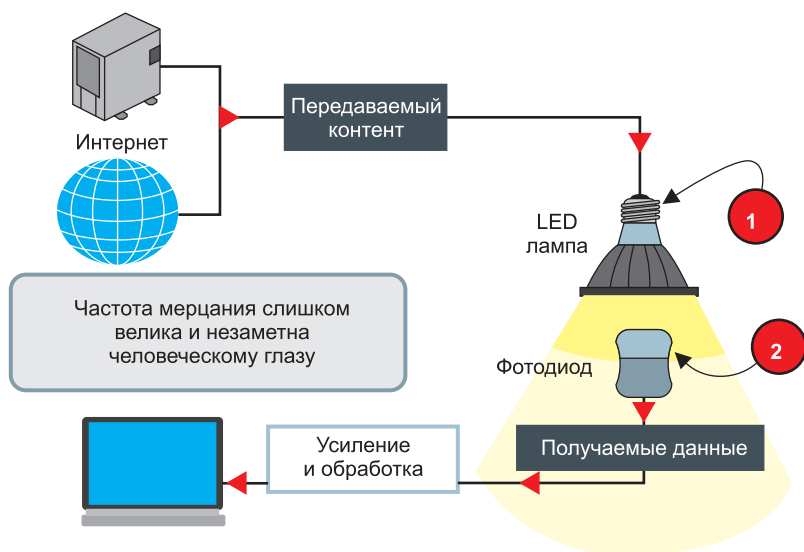 Передаваемый
контент
Интернет
1
LED
лампа
Частота мерцания слишком
велика и незаметна
человеческому глазу
2
Фотодиод
Усиление
и обработка
Получаемые данные